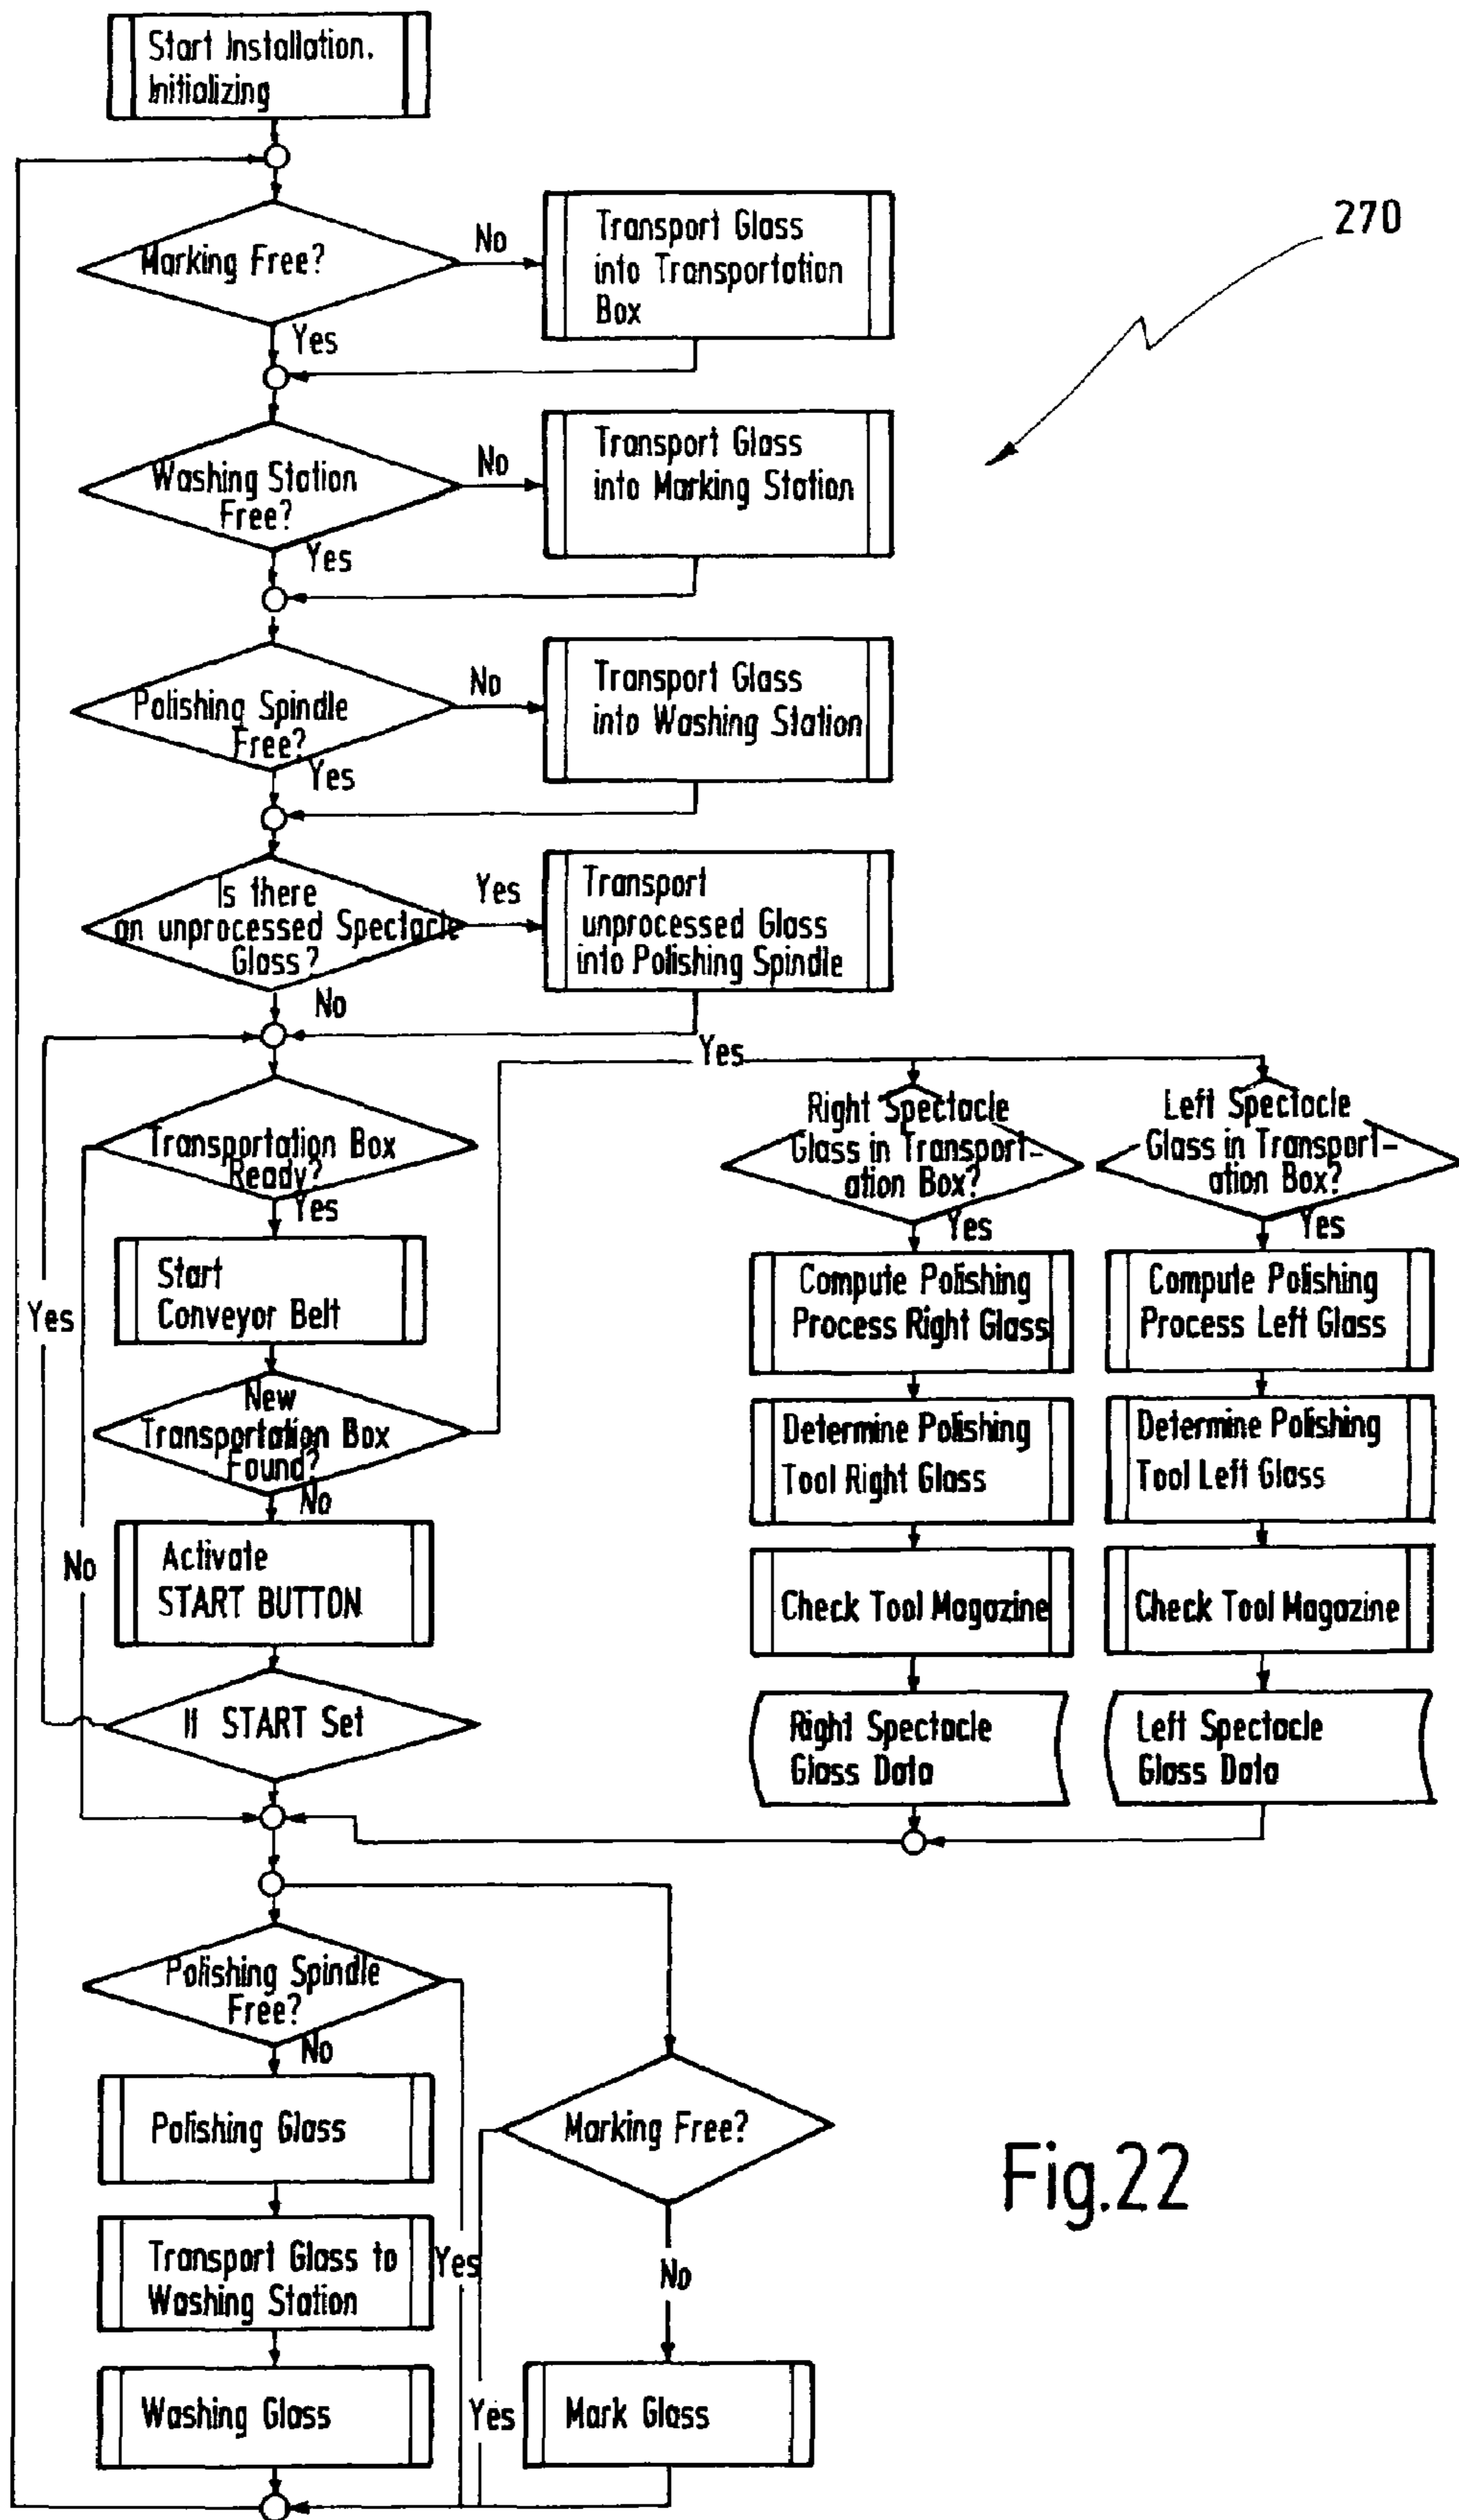 Start Installation.
Initializing
270
Marking Free?
No
Transport Glass
into Transportation
Box
Yes
Washing Station
Free?
No
Transport Glass
into Marking Station
Yes
Polishing Spindle
Free?
No
Transport Glass
into Washing Station
Yes
Is there
an unprocessed Spectacle
Glass?
Yes
Transport
unprocessed Glass
into Polishing Spindle
No
Yes
Transportation Box
Ready?
Yes
Right Spectacle
Glass in Transport-
ation Box?
Yes
Left Spectacle
Glass in Transport-
ation Box?
Yes
Start
Conveyor Belt
Yes
Compute Polishing
Process Right Glass
Compute Polishing
Process Left Glass
New
Transportation Box
Found?
No
Determine Polishing
Tool Right Glass
Determine Polishing
Tool Left Glass
No
Activate
START BUTTON
Check Tool Magazine
Check Tool Magazine
If START Set
Right Spectacle
Glass Data
Left Spectacle
Glass Data
Polishing Spindle
Free?
No
Polishing Glass
Marking Free?
Transport Glass to
Washing Station
Yes
No
Washing Glass
Yes
Mark Glass
Fig.22